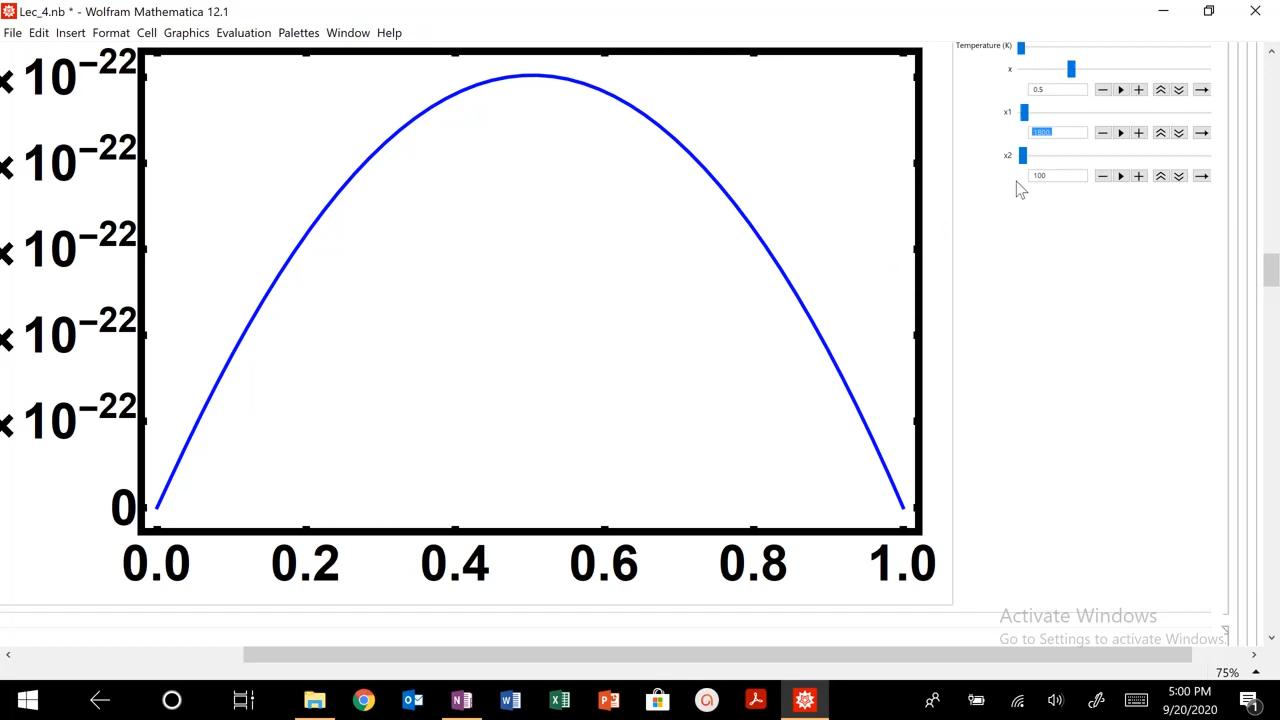 Lec_4.nb * - Wolfram Mathematica 12.1
File Edit Insert Format Cell Graphics Evaluation Palettes Window Help
Temperature (K)
x
0.5
x1
1800
x2
100
× 10−22
× 10−22
× 10−22
× 10−22
× 10−22
0
0.0 0.2 0.4 0.6 0.8 1.0
Activate Windows
Go to Settings to activate Windows.
75%
5:00 PM
9/20/2020